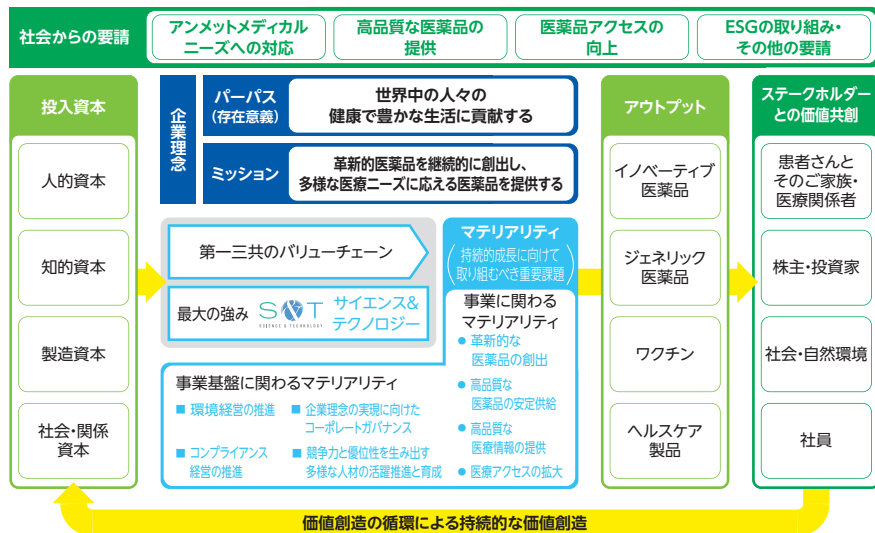 社会からの要請
アンメットメディカル
ニーズへの対応
高品質な医薬品の
提供
医薬品アクセスの
向上
ESGの取り組み・
その他の要請
投入資本
人的資本
知的資本
製造資本
社会・関係
資本
企業理念
パーパス
(存在意義)
世界中の人々の
健康で豊かな生活に貢献する
ミッション
革新的医薬品を継続的に創出し、
多様な医療ニーズに応える医薬品を提供する
第一三共のバリューチェーン
最大の強み
S&T
SCIENCE & TECHNOLOGY
サイエンス&
テクノロジー
マテリアリティ
(持続的成長に向けて
取り組むべき重要課題)
事業に関わる
マテリアリティ
● 革新的な
医薬品の創出
● 高品質な
医薬品の安定供給
● 高品質な
医療情報の提供
● 医療アクセスの拡大
事業基盤に関わるマテリアリティ
■ 環境経営の推進
■ 企業理念の実現に向けた
コーポレートガバナンス
■ コンプライアンス
経営の推進
■ 競争力と優位性を生み出す
多様な人材の活躍推進と育成
アウトプット
イノベーティブ
医薬品
ジェネリック
医薬品
ワクチン
ヘルスケア
製品
ステークホルダー
との価値共創
患者さんと
そのご家族・
医療関係者
株主・投資家
社会・自然環境
社員
価値創造の循環による持続的な価値創造